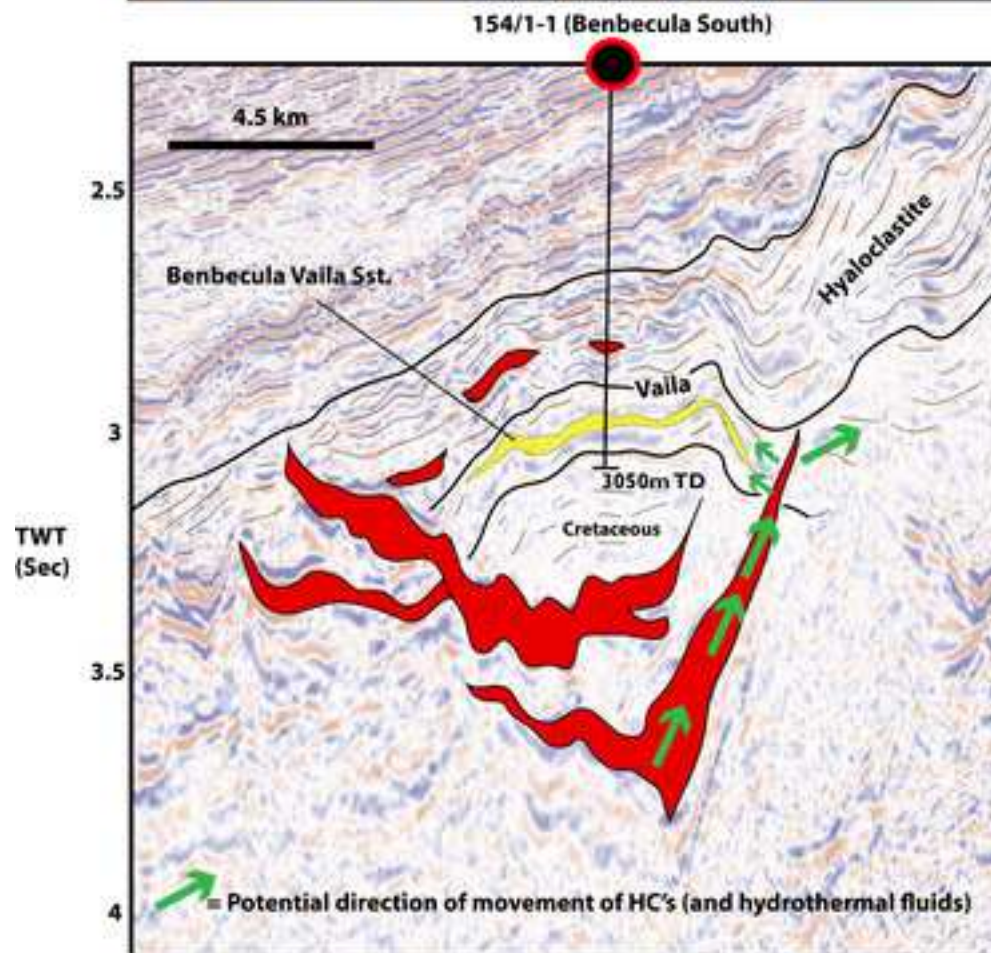 154/1-1 (Benbecula South)
4.5 km
2.5
Hyaloclastite
Benbecula Vaila Sst.
Vaila
3
3050m TD
Cretaceous
TWT
(Sec)
3.5
= Potential direction of movement of HC's (and hydrothermal fluids)
4